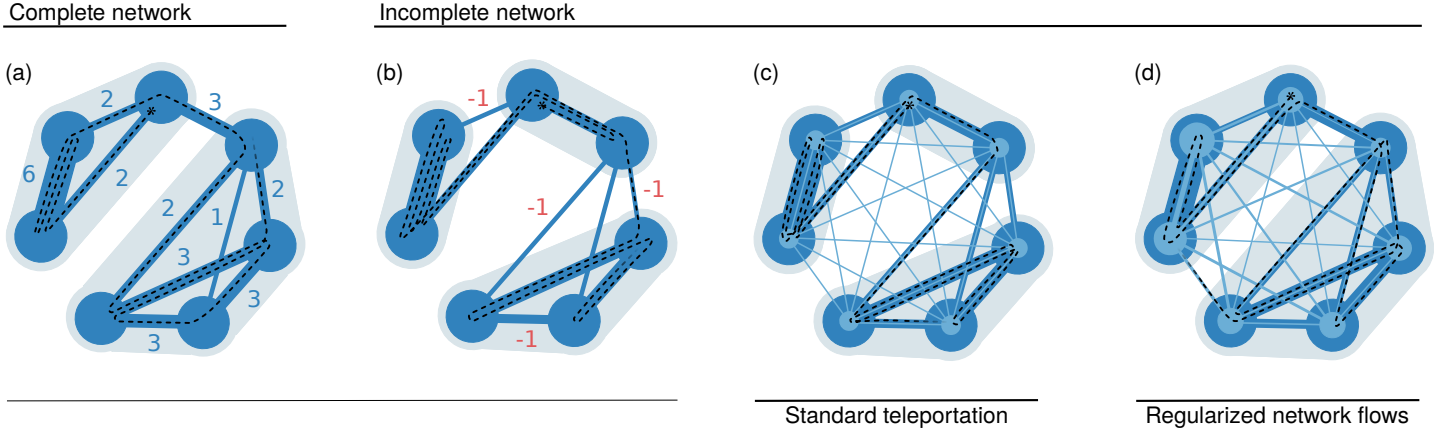 Complete network
Incomplete network
(a)
(b)
(c)
(d)
2
3
*
6
2
2
2
1
3
3
3
-1
*
-1
-1
-1
*
*
Standard teleportation
Regularized network flows